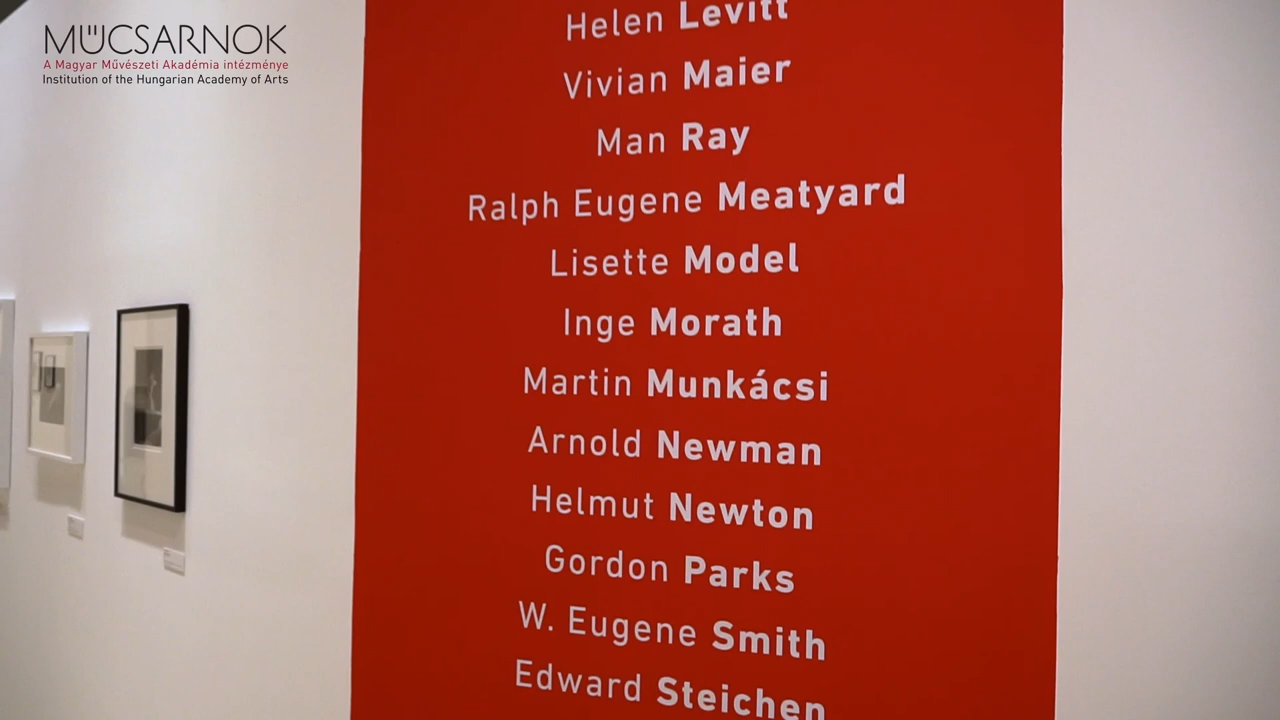 MŰCSARNOK
A Magyar Művészeti Akadémia intézménye
Institution of the Hungarian Academy of Arts
Helen Levitt
Vivian Maier
Man Ray
Ralph Eugene Meatyard
Lisette Model
Inge Morath
Martin Munkácsi
Arnold Newman
Helmut Newton
Gordon Parks
W. Eugene Smith
Edward Steichen